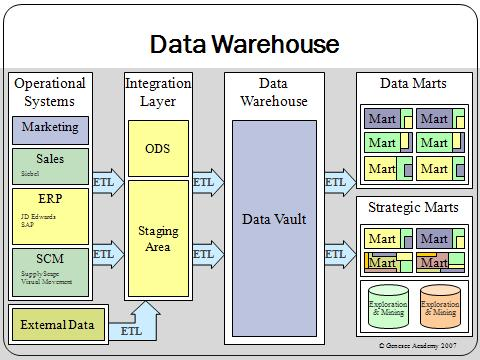 Data Warehouse
Operational
Systems
Marketing
Sales
Siebel
ERP
JD Edwards
SAP
SCM
SupplyScape
Visual Movement
External Data
ETL
ETL
ETL
Integration
Layer
ODS
Staging
Area
ETL
ETL
Data
Warehouse
Data Vault
ETL
ETL
Data Marts
Mart
Mart
Mart
Mart
Mart
Mart
Strategic Marts
Mart
Mart
Mart
Mart
Exploration
& Mining
Exploration
& Mining
© Genesee Academy 2007